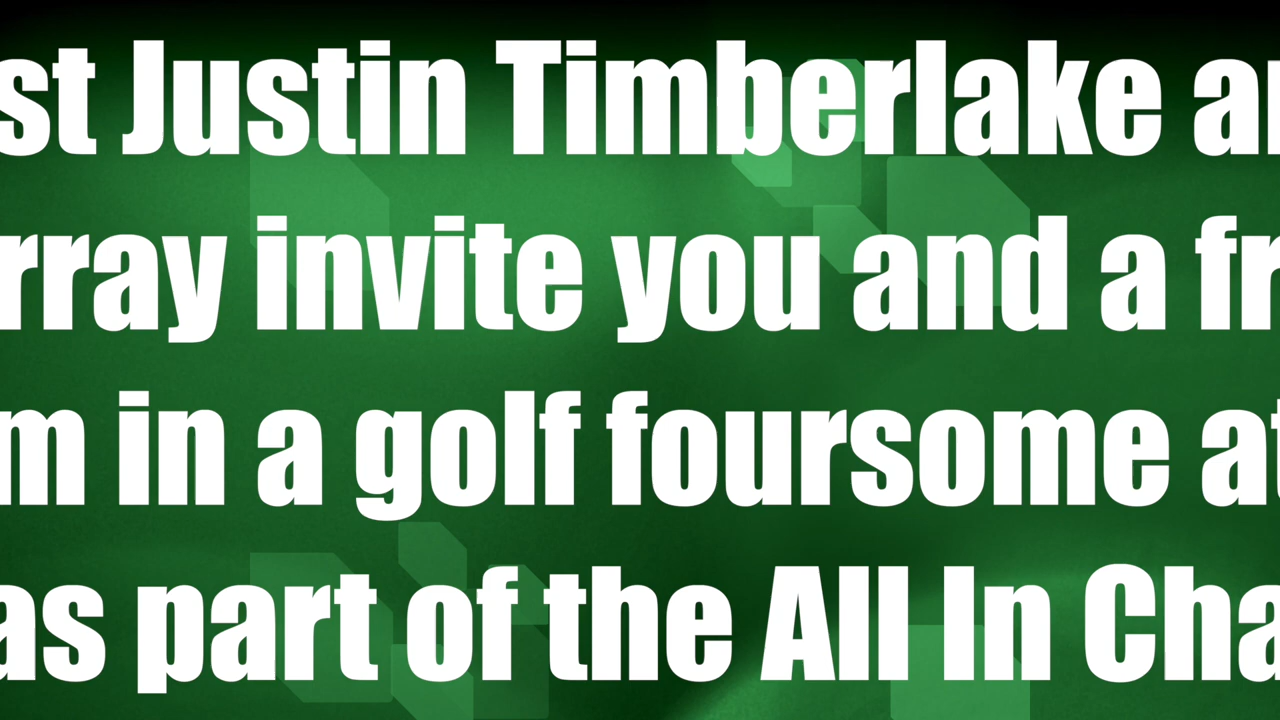 st Justin Timberlake a
rray invite you and a fr
m in a golf foursome at
as part of the All In Cha